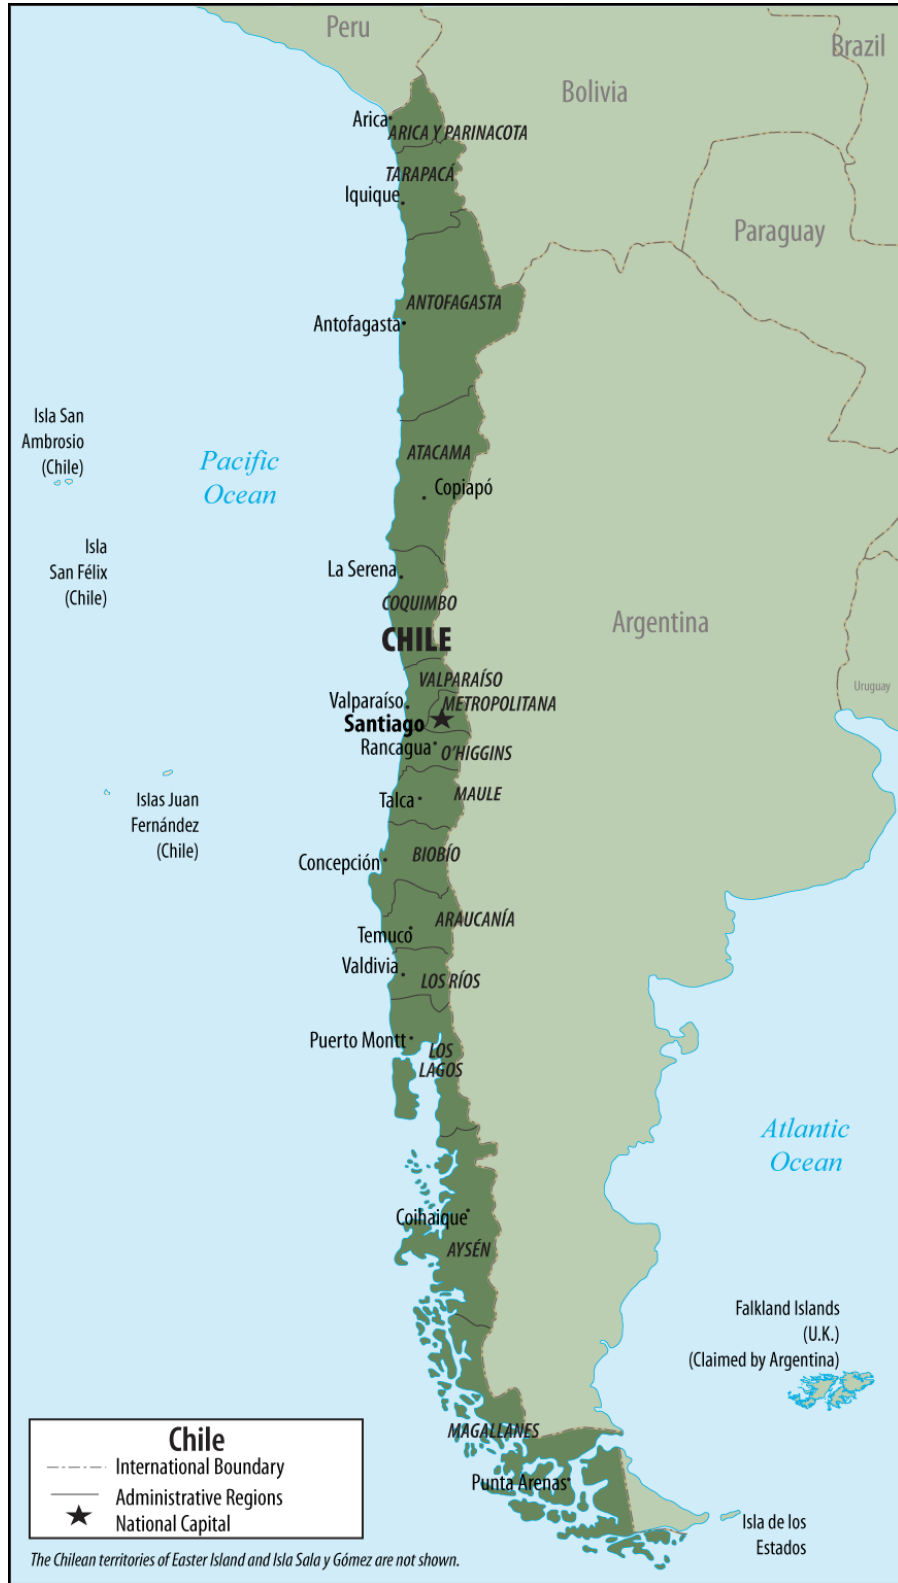 Peru
Brazil
Bolivia
Arica
ARICA Y PARINACOTA
TARAPACÁ
Iquique
Paraguay
ANTOFAGASTA
Antofagasta
Isla San
Ambrosio
(Chile)
Pacific
Ocean
ATACAMA
Copiapó
Isla
San Félix
(Chile)
La Serena
COQUIMBO
CHILE
Argentina
VALPARAÍSO
Uruguay
Valparaíso
METROPOLITANA
Santiago
Rancagua
O'HIGGINS
Islas Juan
Fernández
(Chile)
Talca
MAULE
Concepción
BIOBÍO
ARAUCANÍA
Temuco
Valdivia
LOS RÍOS
Puerto Montt
LOS
LAGOS
Atlantic
Ocean
Coihaique
AYSÉN
Falkland Islands
(U.K.)
(Claimed by Argentina)
MAGALLANES
Punta Arenas
Isla de los
Estados
Chile
International Boundary
Administrative Regions
National Capital
The Chilean territories of Easter Island and Isla Sala y Gómez are not shown.